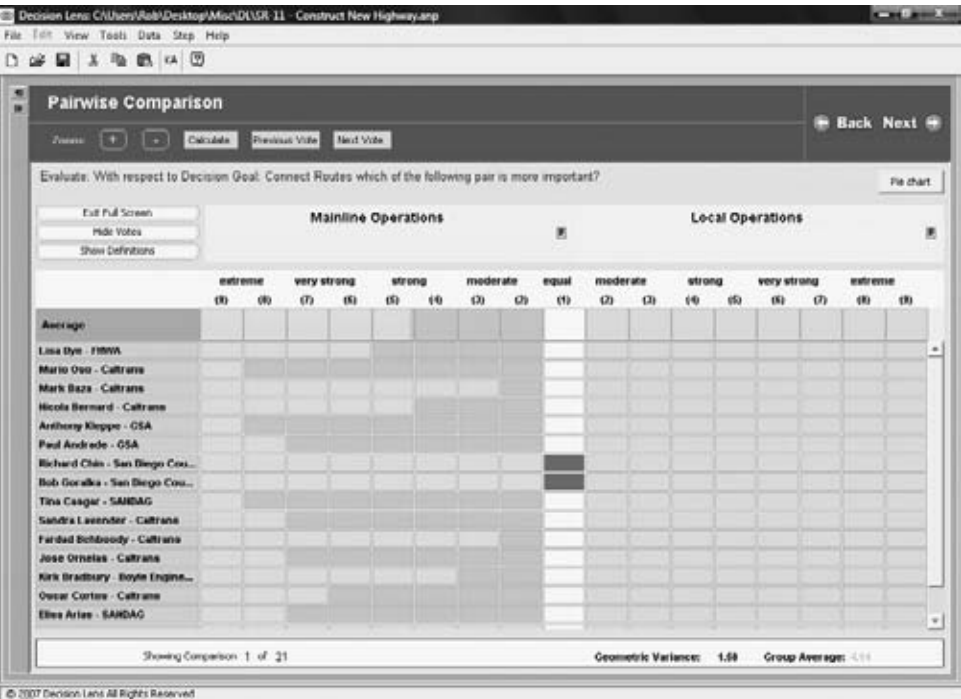 Decision Lens: C:\Users\Rob\Desktop\Misc\DL\SR-11 - Construct New Highway.anp
File Edit View Tools Data Step Help
Pairwise Comparison
Zoom: + - Calculate Previous Vote Next Vote
Back Next
Evaluate: With respect to Decision Goal: Connect Routes which of the following pair is more important?
Pie chart
Exit Full Screen
Hide Votes
Show Definitions
Mainline Operations Local Operations
extreme very strong strong moderate equal moderate strong very strong extreme
(9) (8) (7) (6) (5) (4) (3) (2) (1) (2) (3) (4) (5) (6) (7) (8) (9)
Average
Lisa Dye - FHWA
Mario Oso - Caltrans
Mark Baza - Caltrans
Nicola Bernard - Caltrans
Anthony Kleppe - GSA
Paul Andrade - GSA
Richard Chin - San Diego Cou...
Bob Goralka - San Diego Cou...
Tina Casgar - SANDAG
Sandra Lavender - Caltrans
Fardad Behboody - Caltrans
Jose Ornelas - Caltrans
Kirk Bradbury - Boyle Engine...
Oscar Cortes - Caltrans
Elisa Arias - SANDAG
Showing Comparison 1 of 21
Geometric Variance: 1.50 Group Average:
© 2007 Decision Lens All Rights Reserved